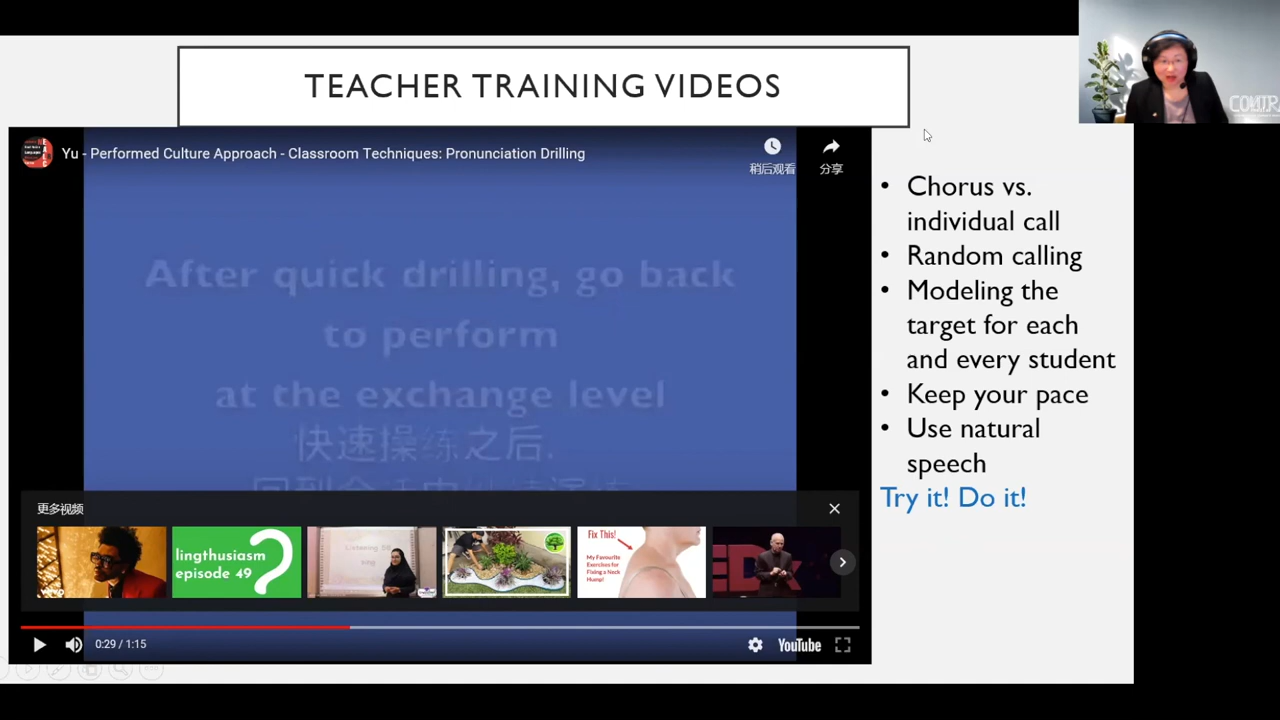 TEACHER TRAINING VIDEOS
Yu - Performed Culture Approach - Classroom Techniques: Pronunciation Drilling
稍后观看
分享
After quick drilling, go back
to perform
at the exchange level
快速操练之后,
更多视频
lingthusiasm
episode 49
Fix This!
My Favourite
Exercises for
Fixing a Neck
Hump!
0:29 / 1:15
YouTube
• Chorus vs.
individual call
• Random calling
• Modeling the
target for each
and every student
• Keep your pace
• Use natural
speech
Try it! Do it!